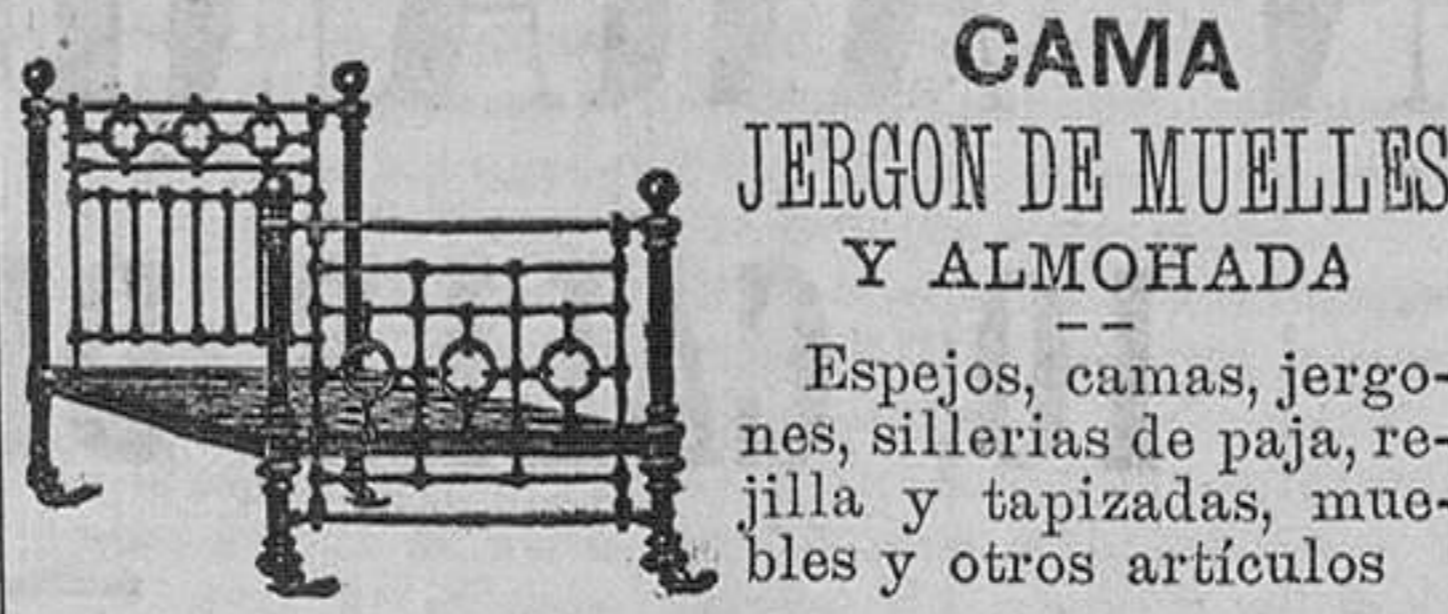 CAMA
JERGON DE MUELLES
Y ALMOHADA
--
Espejos, camas, jergo-
nes, sillerias de paja, re-
jilla y tapizadas, mue-
bles y otros artículos